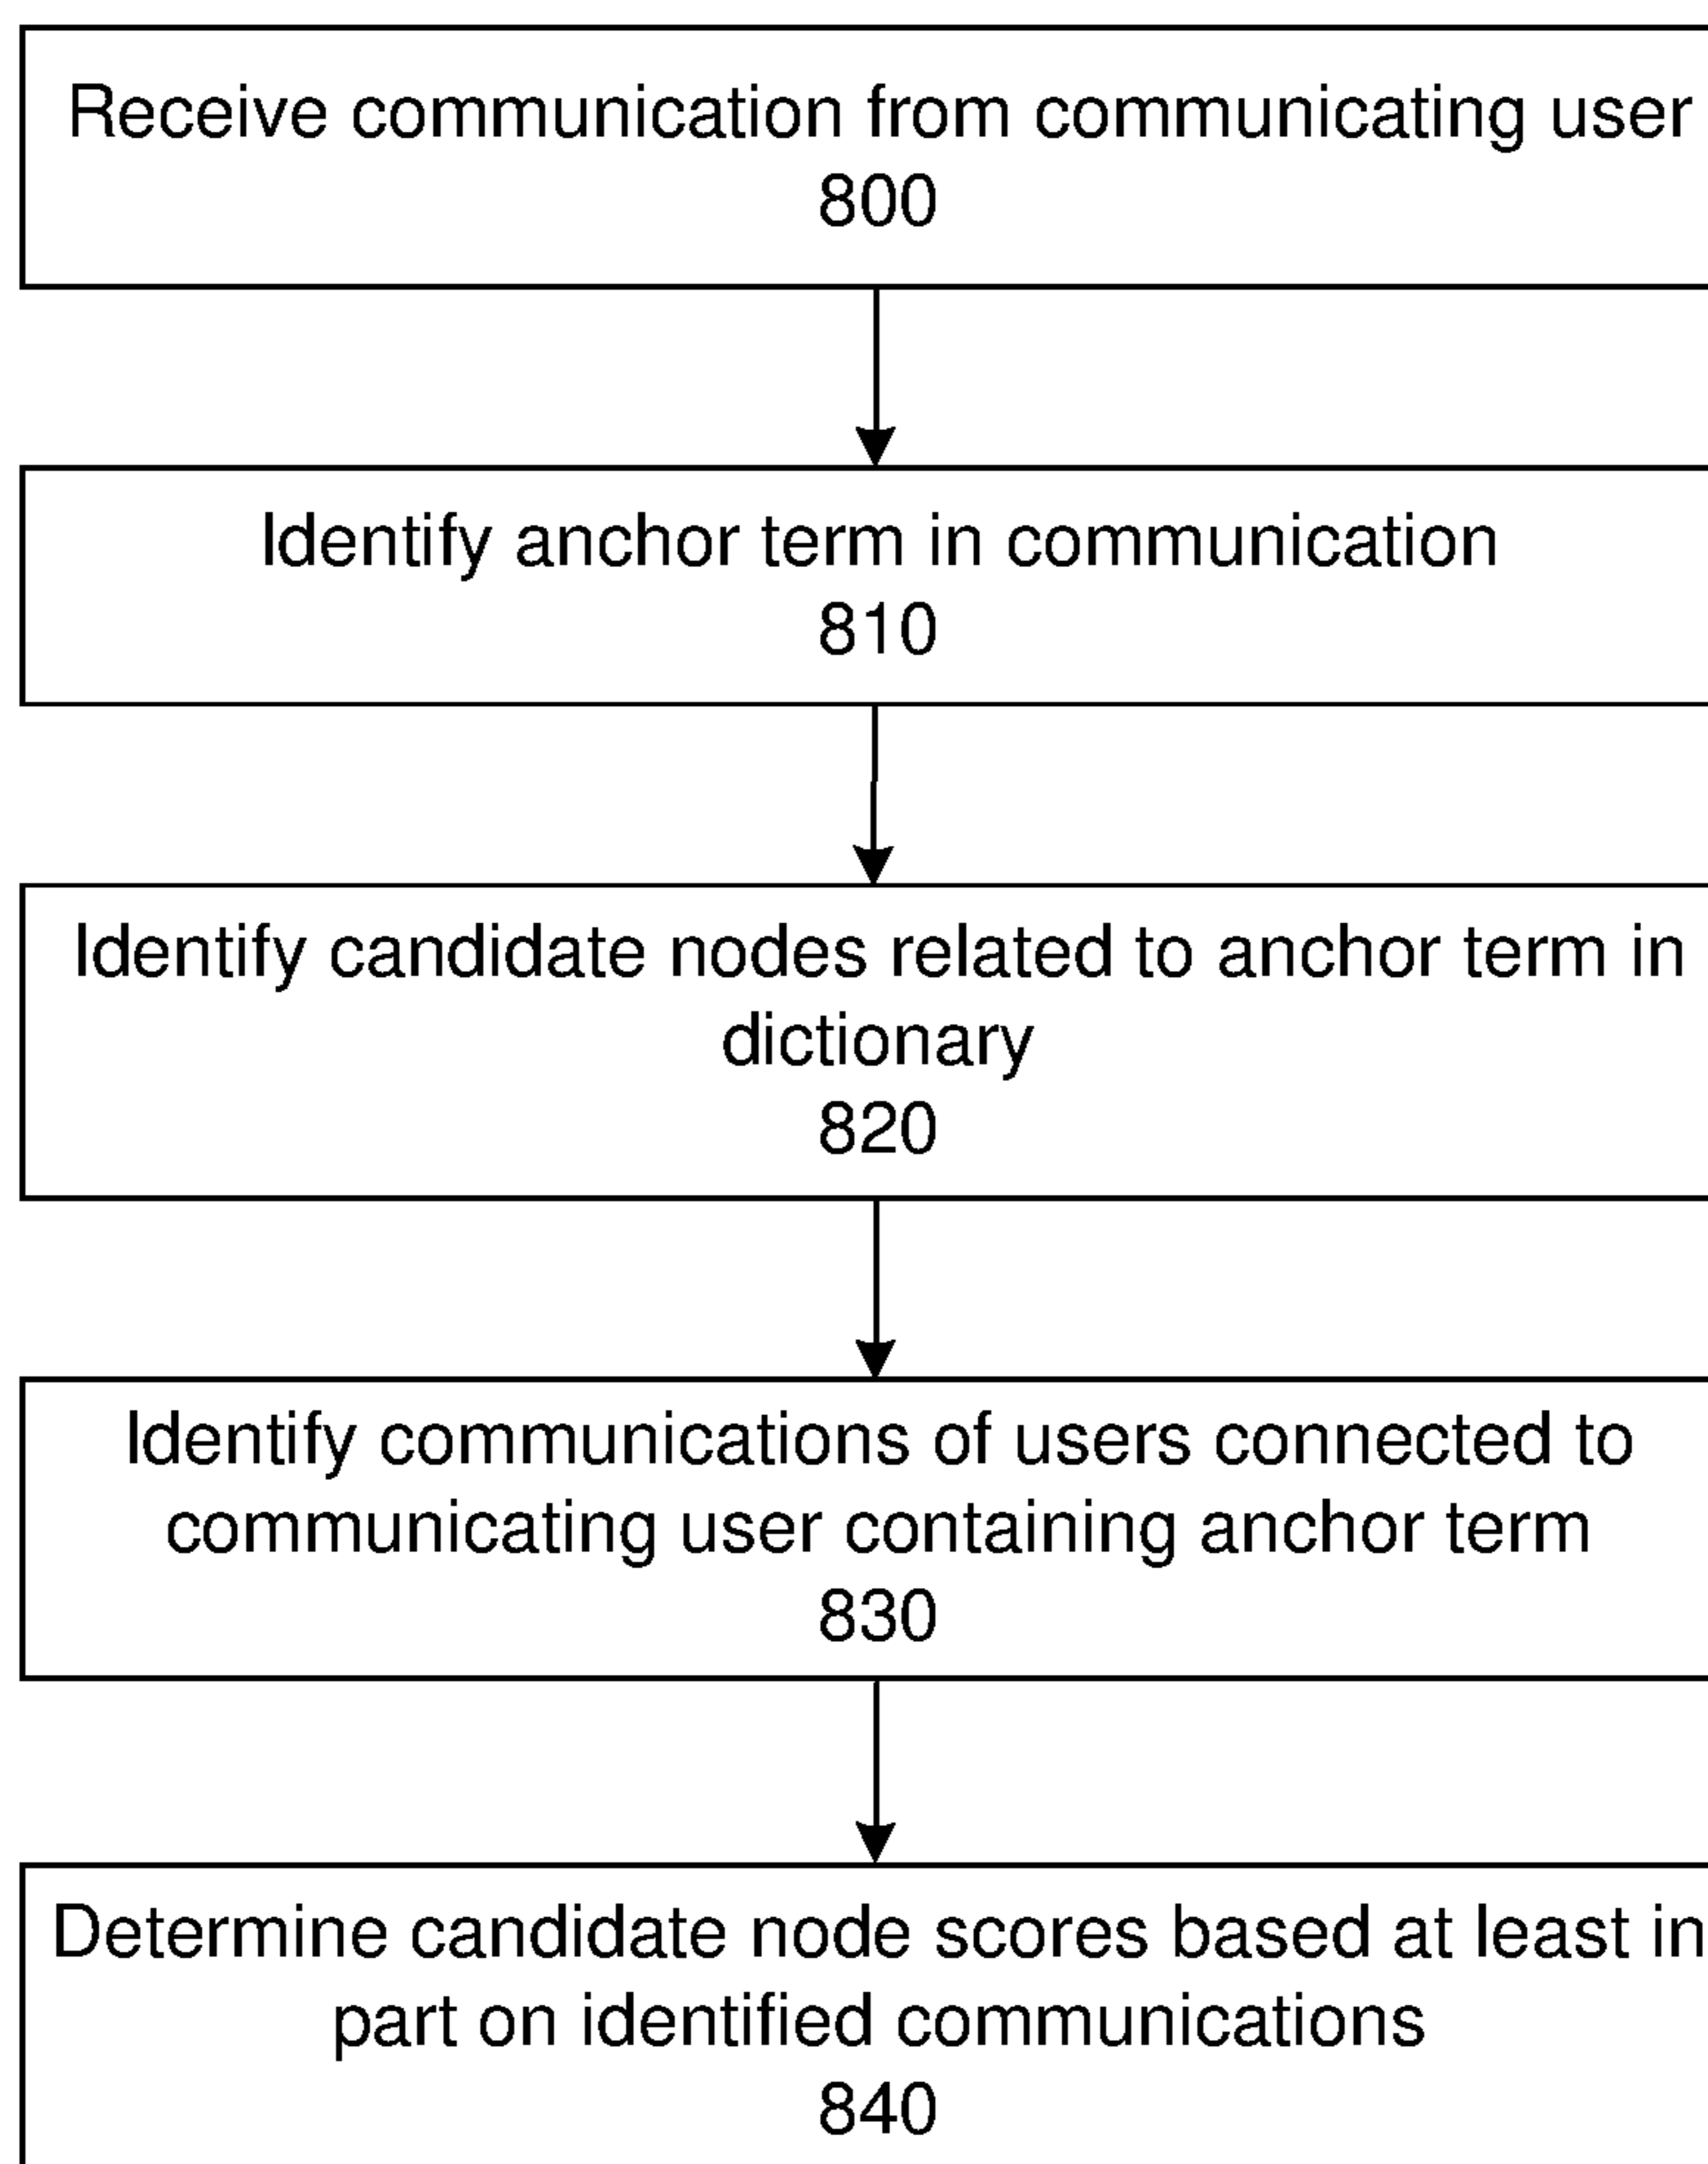 Receive communication from communicating user
800
Identify anchor term in communication
810
Identify candidate nodes related to anchor term in
dictionary
820
Identify communications of users connected to
communicating user containing anchor term
830
Determine candidate node scores based at least in
part on identified communications
840